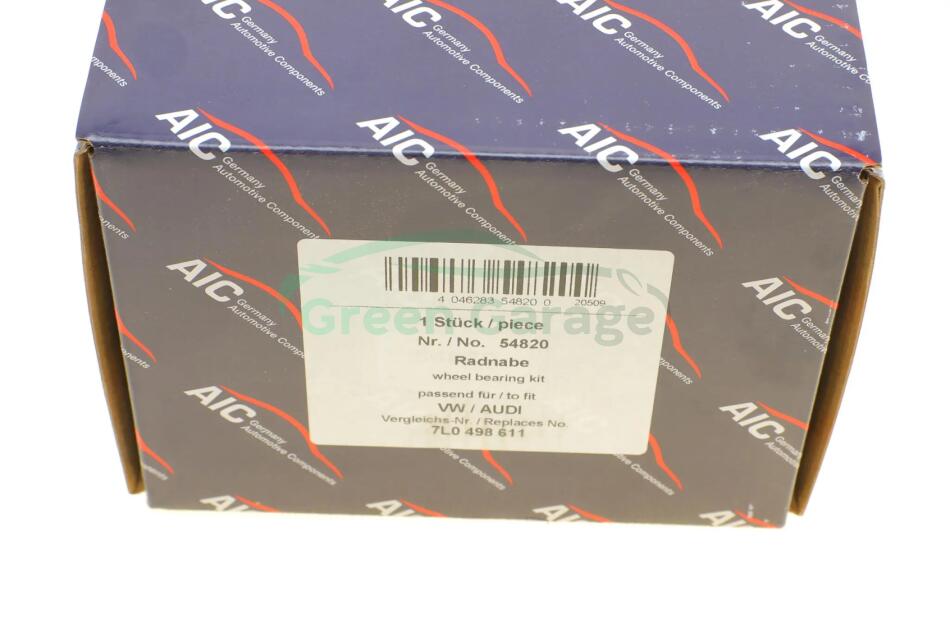 AIC Germany
Automotive Components
4 046283 54820 0 20509
Green Garage
1 Stück / piece
Nr. / No. 54820
Radnabe
wheel bearing kit
passend für / to fit
VW / AUDI
Vergleichs-Nr. / Replaces No.
7L0 498 611